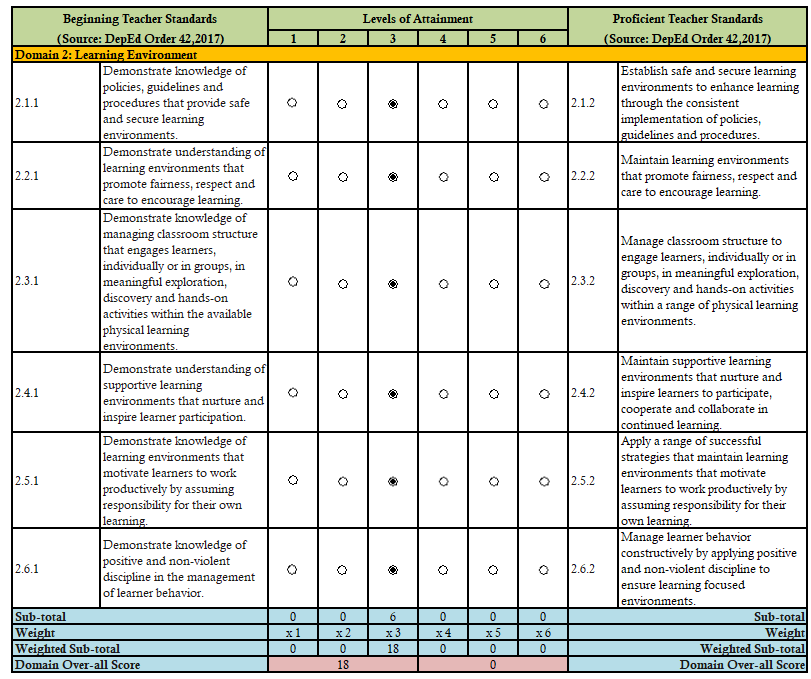 Beginning Teacher Standards
(Source: DepEd Order 42,2017)
Levels of Attainment
1 2 3 4 5 6
Proficient Teacher Standards
(Source: DepEd Order 42,2017)
Domain 2: Learning Environment
2.1.1
Demonstrate knowledge of
policies, guidelines and
procedures that provide safe
and secure learning
environments.
2.1.2
Establish safe and secure learning
environments to enhance learning
through the consistent
implementation of policies,
guidelines and procedures.
2.2.1
Demonstrate understanding of
learning environments that
promote fairness, respect and
care to encourage learning.
2.2.2
Maintain learning environments
that promote fairness, respect and
care to encourage learning.
2.3.1
Demonstrate knowledge of
managing classroom structure
that engages learners,
individually or in groups, in
meaningful exploration,
discovery and hands-on
activities within the available
physical learning
environments.
2.3.2
Manage classroom structure to
engage learners, individually or in
groups, in meaningful exploration,
discovery and hands-on activities
within a range of physical learning
environments.
2.4.1
Demonstrate understanding of
supportive learning
environments that nurture and
inspire learner participation.
2.4.2
Maintain supportive learning
environments that nurture and
inspire learners to participate,
cooperate and collaborate in
continued learning.
2.5.1
Demonstrate knowledge of
learning environments that
motivate learners to work
productively by assuming
responsibility for their own
learning.
2.5.2
Apply a range of successful
strategies that maintain learning
environments that motivate
learners to work productively by
assuming responsibility for their
own learning.
2.6.1
Demonstrate knowledge of
positive and non-violent
discipline in the management
of learner behavior.
2.6.2
Manage learner behavior
constructively by applying positive
and non-violent discipline to
ensure learning focused
environments.
Sub-total 0 0 6 0 0 0 Sub-total
Weight x 1 x 2 x 3 x 4 x 5 x 6 Weight
Weighted Sub-total 0 0 18 0 0 0 Weighted Sub-total
Domain Over-all Score 18 0 Domain Over-all Score